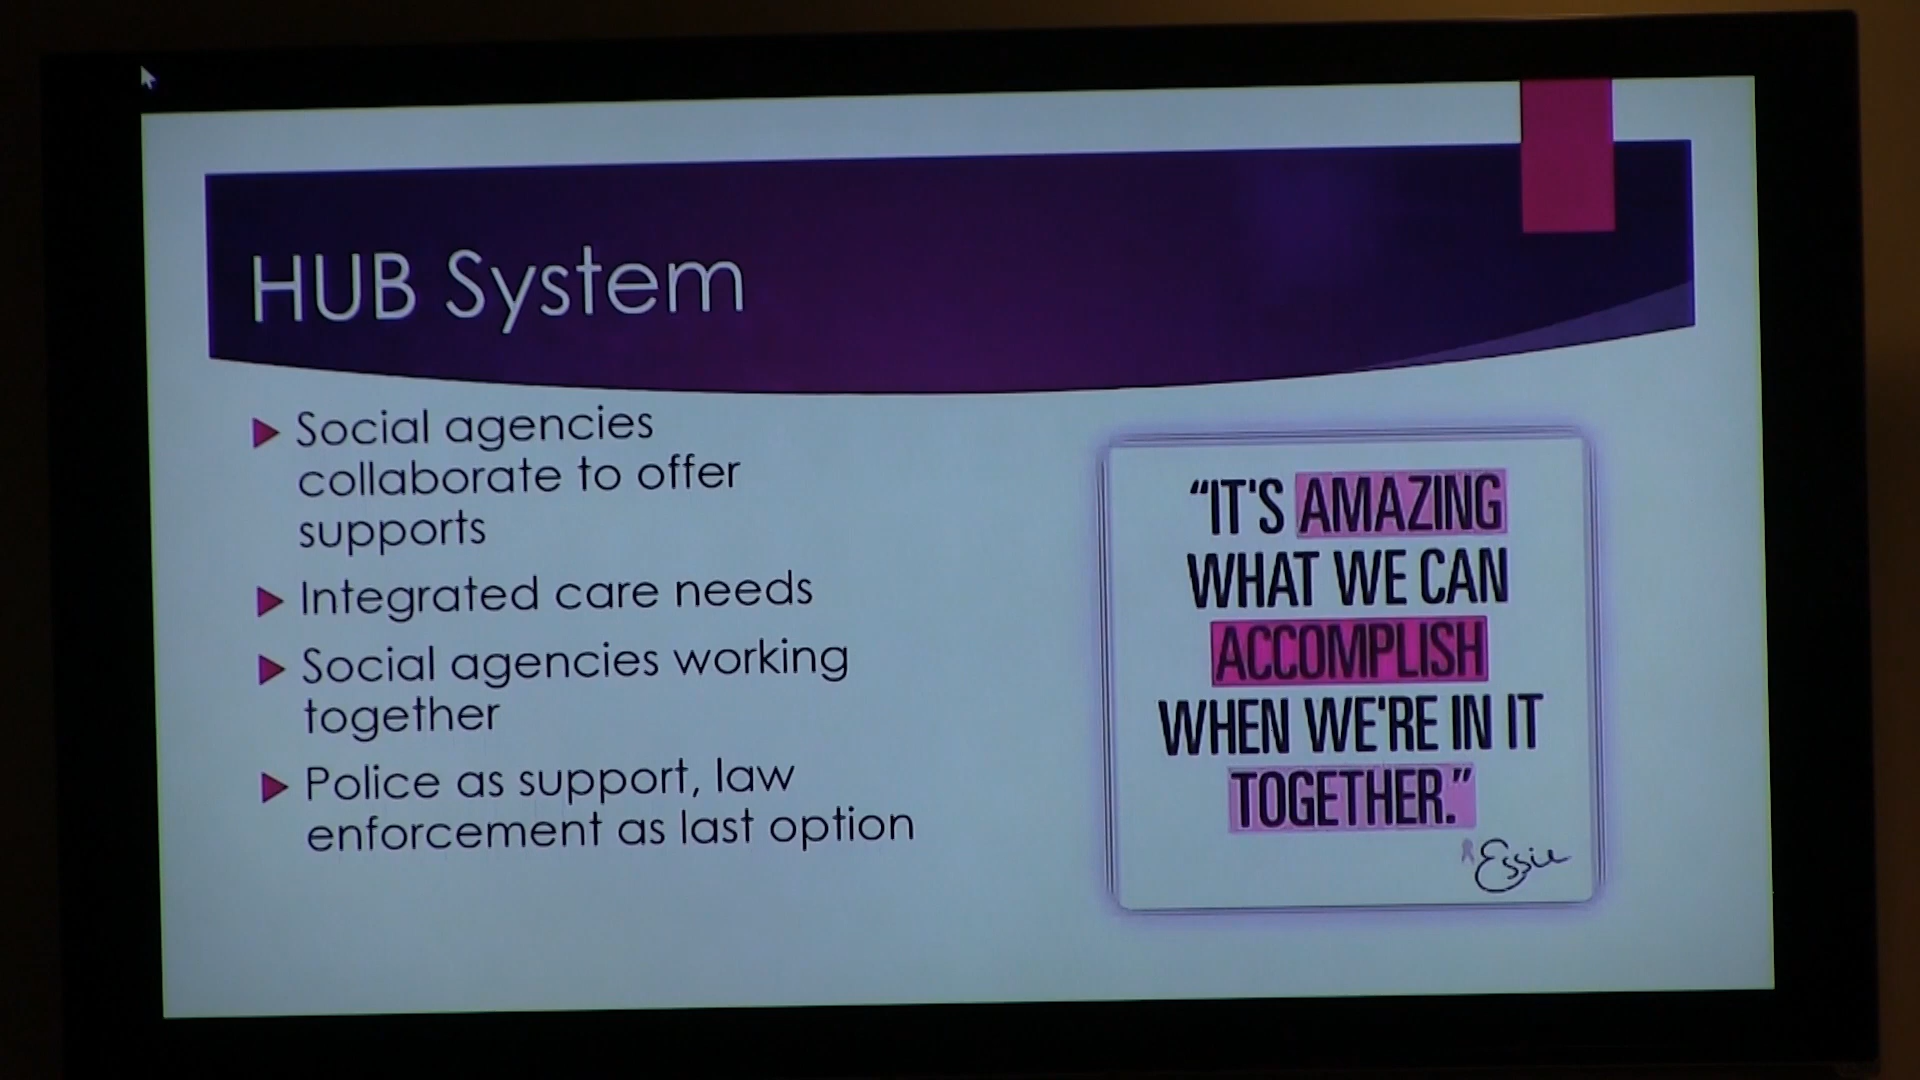 HUB System
Social agencies
collaborate to offer
supports
Integrated care needs
Social agencies working
together
Police as support, law
enforcement as last option
“IT'S AMAZING
WHAT WE CAN
ACCOMPLISH
WHEN WE'RE IN IT
TOGETHER.”
Essie